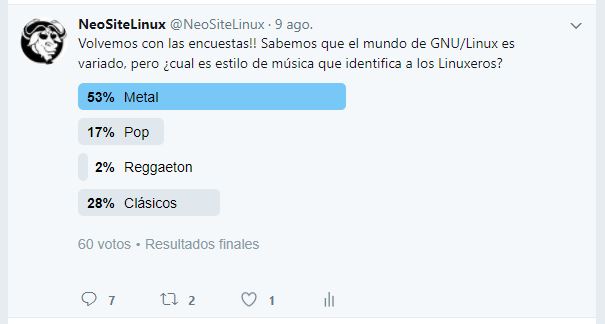 NeoSiteLinux @NeoSiteLinux · 9 ago.
Volvemos con las encuestas!! Sabemos que el mundo de GNU/Linux es
variado, pero ¿cual es estilo de música que identifica a los Linuxeros?
53% Metal
17% Pop
2% Reggaeton
28% Clásicos
60 votos • Resultados finales
7 2 1